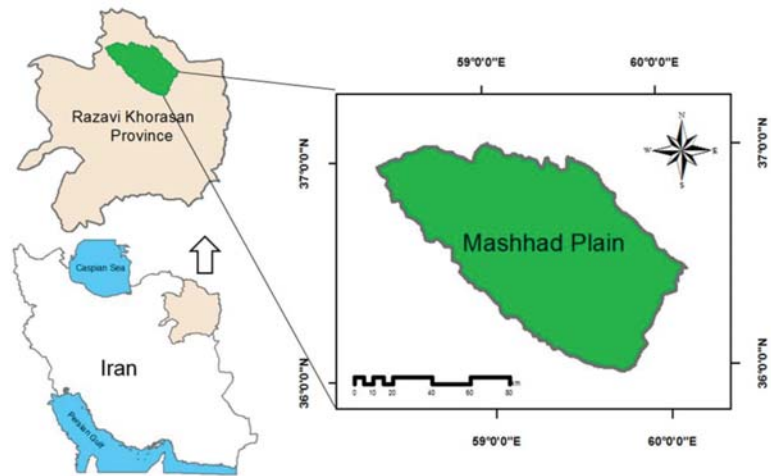 Razavi Khorasan
Province
Caspian Sea
Iran
Persian Gulf
59°0'0"E
60°0'0"E
37°0'0"N
37°0'0"N
N
W
E
S
Mashhad Plain
36°0'0"N
36°0'0"N
0 5 10 20 40 60 80
km
59°0'0"E
60°0'0"E